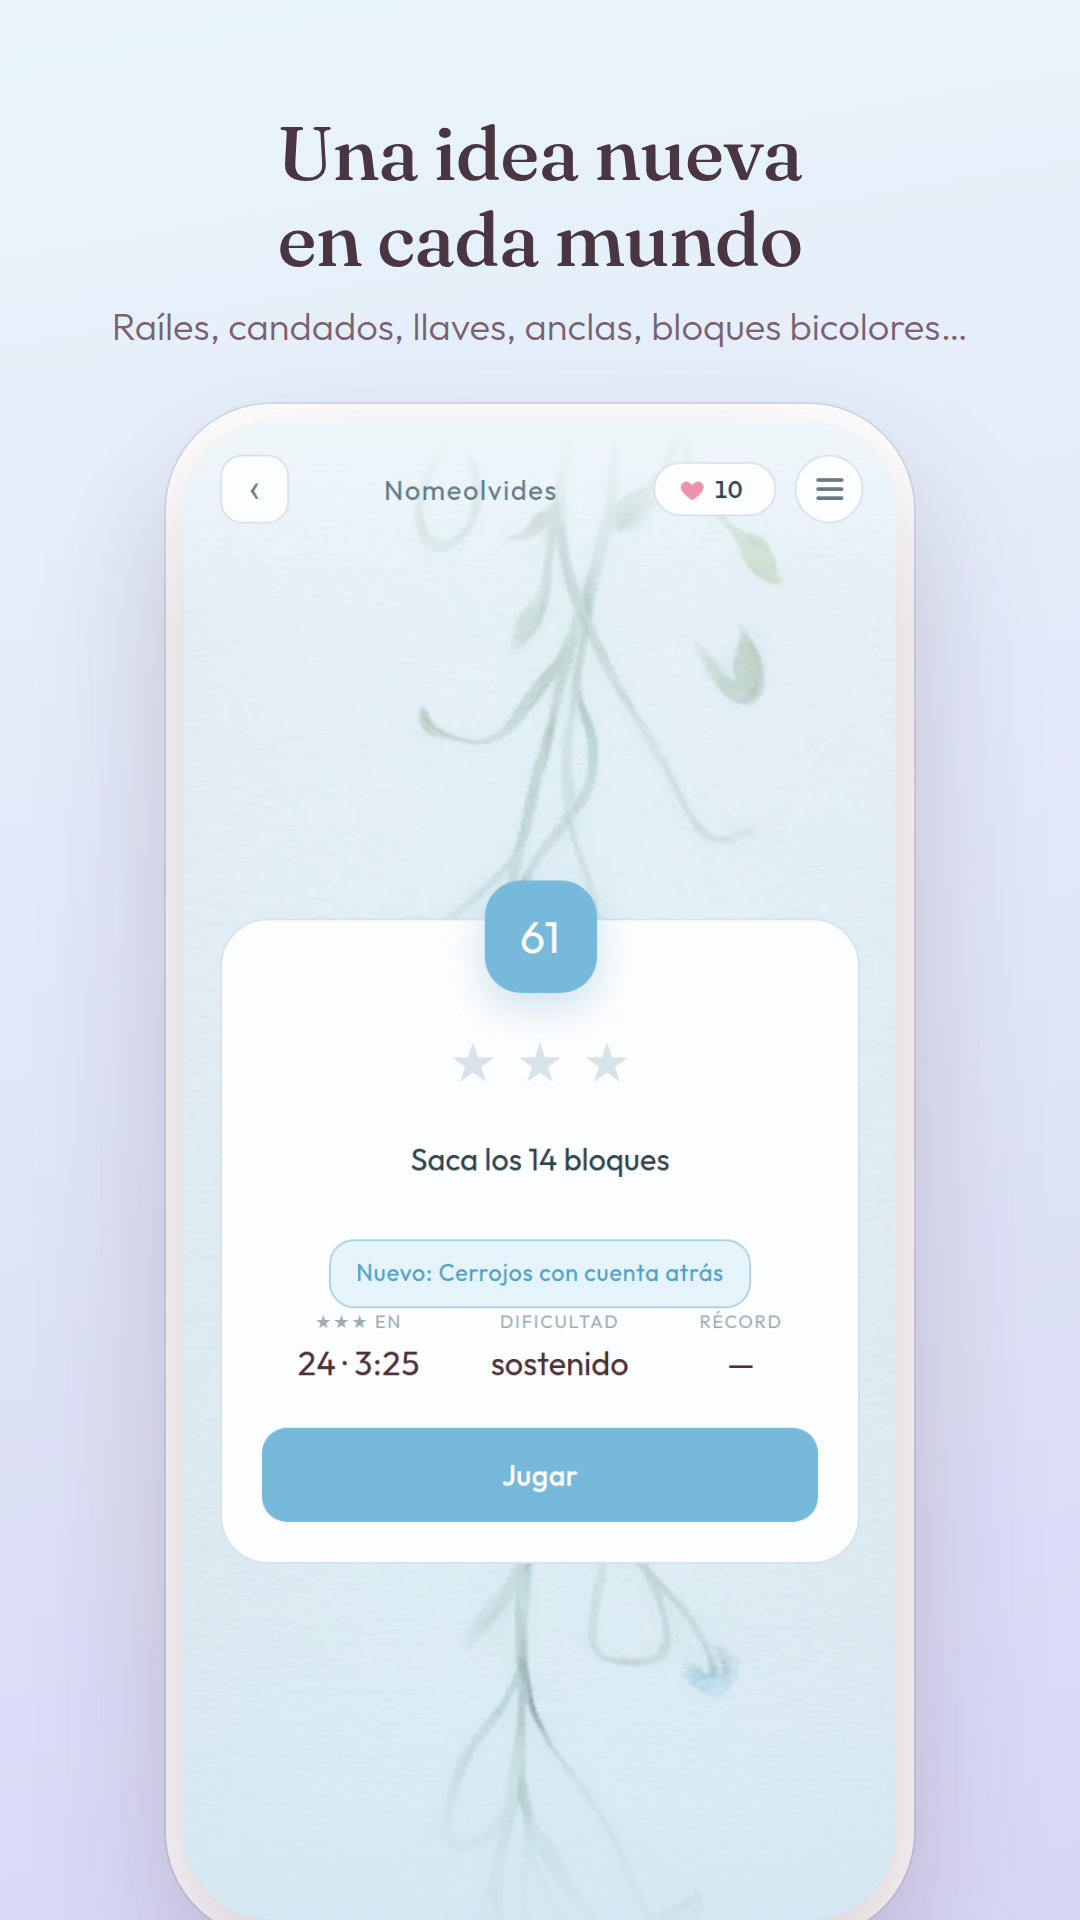 Una idea nueva
en cada mundo
Raíles, candados, llaves, anclas, bloques bicolores...
‹ Nomeolvides ♥ 10
61
★ ★ ★
Saca los 14 bloques
Nuevo: Cerrojos con cuenta atrás
★★★ EN DIFICULTAD RÉCORD
24 · 3:25 sostenido —
Jugar